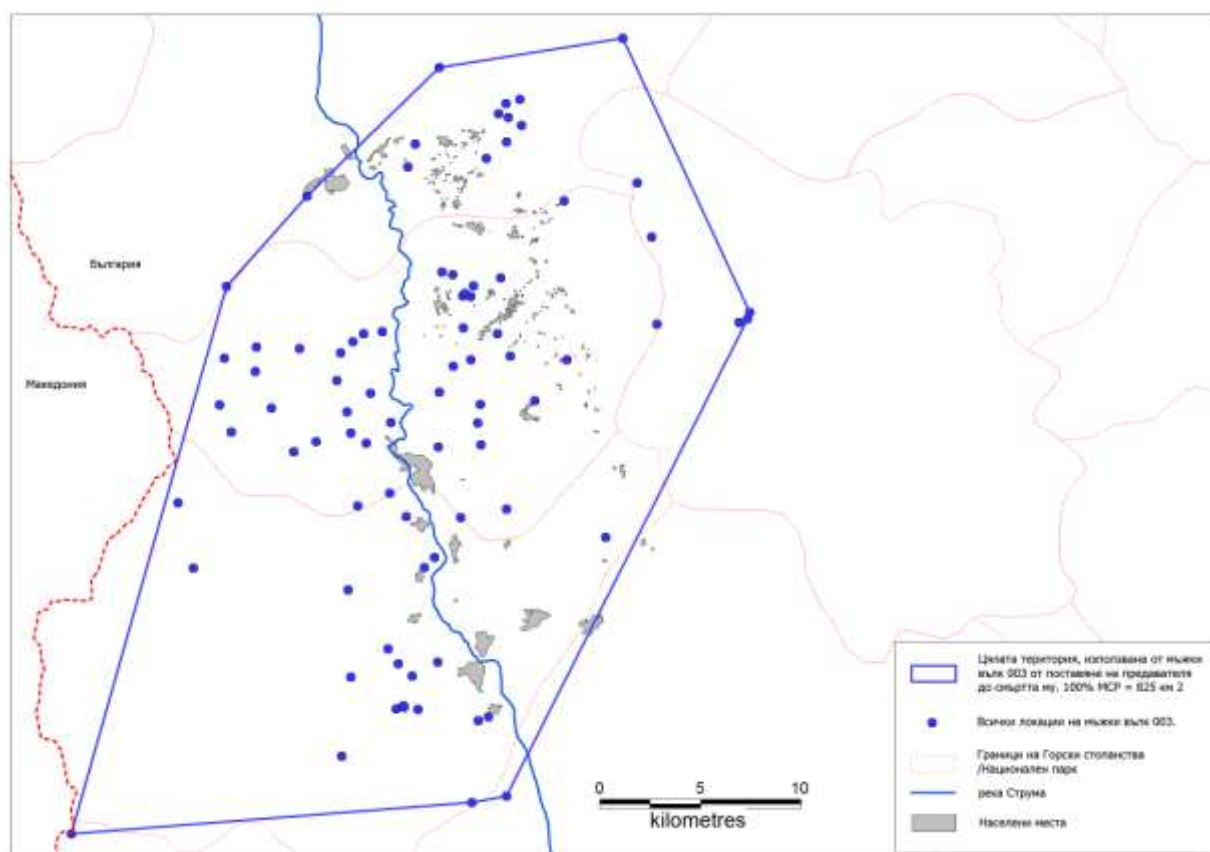 България
Македония
Цялата територия, използвана от мъжки
вълк 003 от поставяне на предавателя
до смъртта му. 100% MCP = 825 км 2
Всички локации на мъжки вълк 003.
Граници на Горски стопанства
/Национален парк
река Струма
Населени места
0 5 10
kilometres